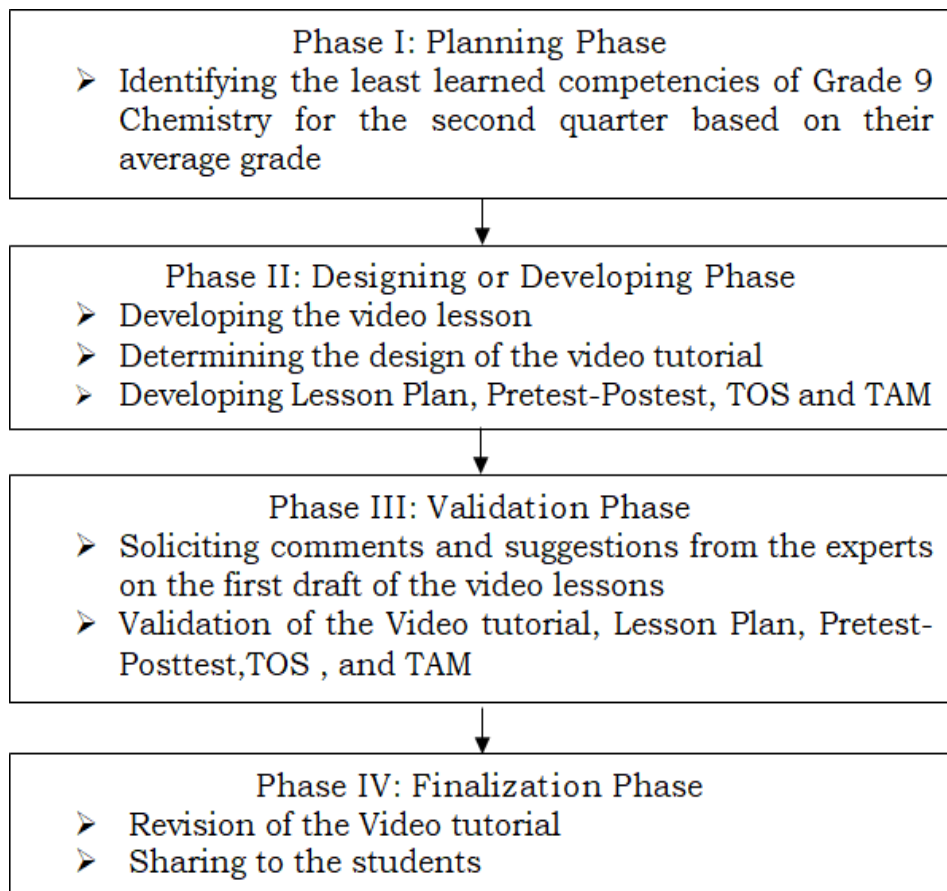 Phase I: Planning Phase
➢ Identifying the least learned competencies of Grade 9
Chemistry for the second quarter based on their
average grade
Phase II: Designing or Developing Phase
➢ Developing the video lesson
➢ Determining the design of the video tutorial
➢ Developing Lesson Plan, Pretest-Postest, TOS and TAM
Phase III: Validation Phase
➢ Soliciting comments and suggestions from the experts
on the first draft of the video lessons
➢ Validation of the Video tutorial, Lesson Plan, Pretest-
Posttest,TOS , and TAM
Phase IV: Finalization Phase
➢ Revision of the Video tutorial
➢ Sharing to the students